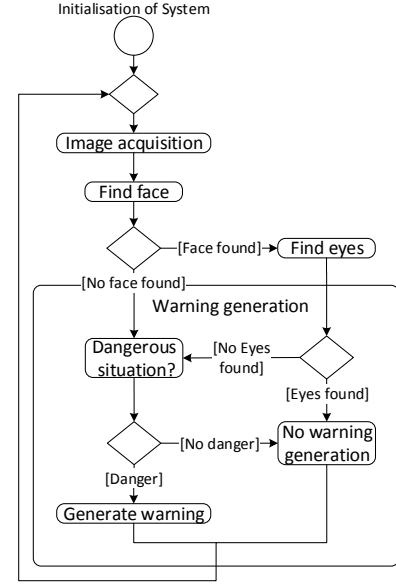 Initialisation of System
Image acquisition
Find face
[Face found]
Find eyes
[No face found]
Warning generation
Dangerous
situation?
[No Eyes
found]
[Eyes found]
[No danger]
No warning
generation
[Danger]
Generate warning